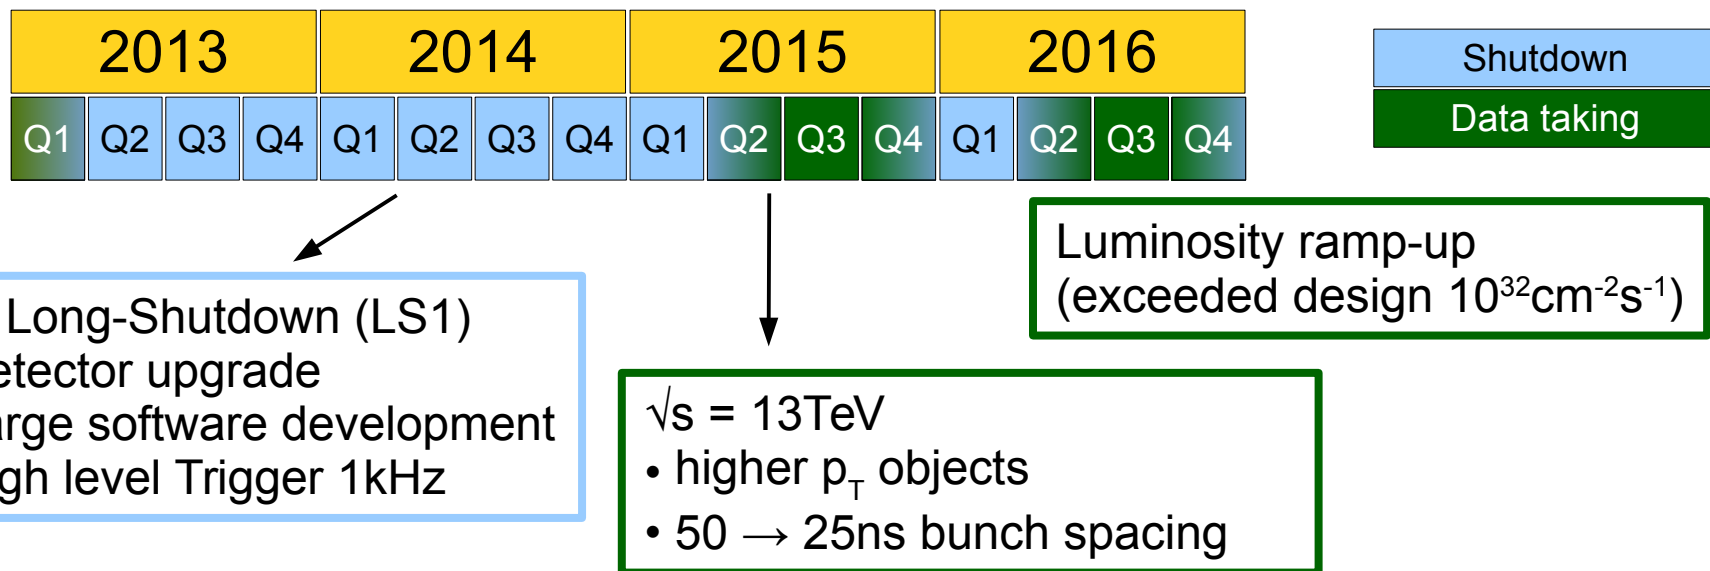 2013 2014 2015 2016
Shutdown
Q1 Q2 Q3 Q4 Q1 Q2 Q3 Q4 Q1 Q2 Q3 Q4 Q1 Q2 Q3 Q4
Data taking
Luminosity ramp-up
(exceeded design 10³²cm⁻²s⁻¹)
Long-Shutdown (LS1)
etector upgrade
arge software development
gh level Trigger 1kHz
√s = 13TeV
• higher p_T objects
• 50 → 25ns bunch spacing